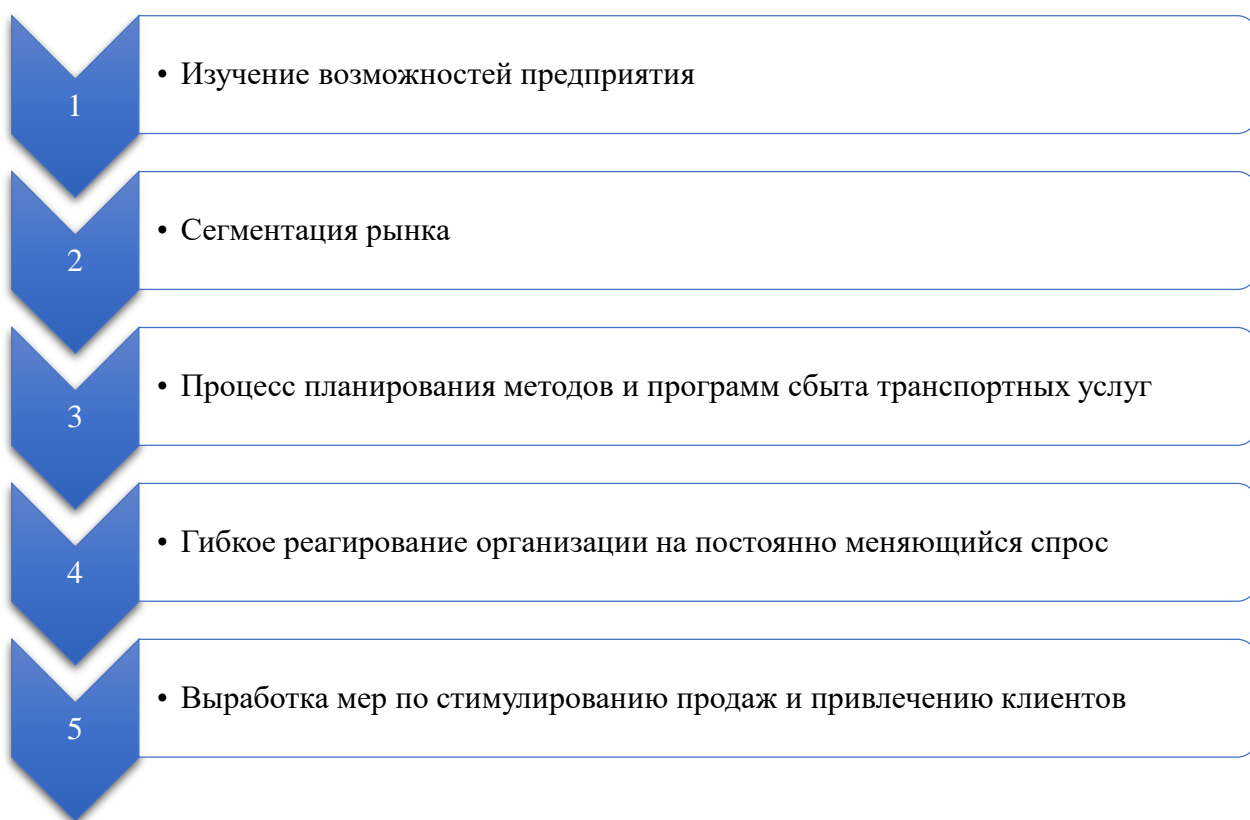 1
• Изучение возможностей предприятия
2
• Сегментация рынка
3
• Процесс планирования методов и программ сбыта транспортных услуг
4
• Гибкое реагирование организации на постоянно меняющийся спрос
5
• Выработка мер по стимулированию продаж и привлечению клиентов